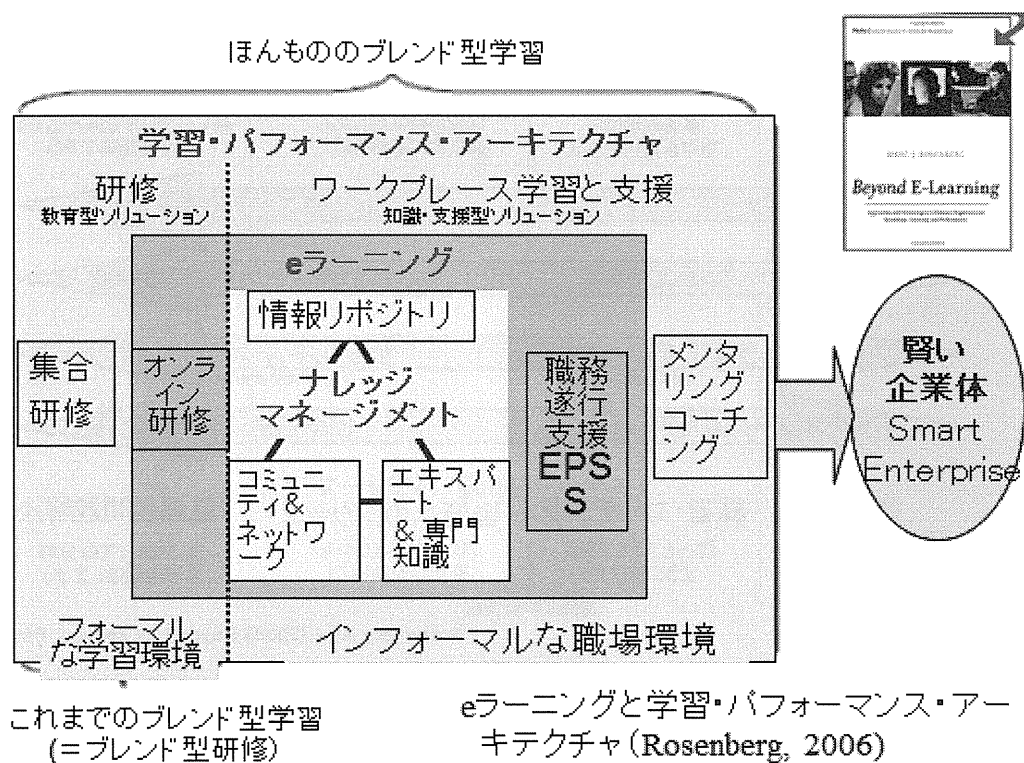 ほんもののブレンド型学習
学習・パフォーマンス・アーキテクチャ
研修
教育型ソリューション
ワークプレース学習と支援
知識・支援型ソリューション
eラーニング
情報リポジトリ
ナレッジ
マネージメント
コミュニ
ティ&
ネットワ
ーク
エキスパ
ート
&専門
知識
集合
研修
オンラ
イン
研修
職務
遂行
支援
EPS
S
メンタ
リング
コーチ
ング
賢い
企業体
Smart
Enterprise
Beyond E-Learning
フォーマル
な学習環境
インフォーマルな職場環境
これまでのブレンド型学習
(=ブレンド型研修)
eラーニングと学習・パフォーマンス・アー
キテクチャ(Rosenberg, 2006)